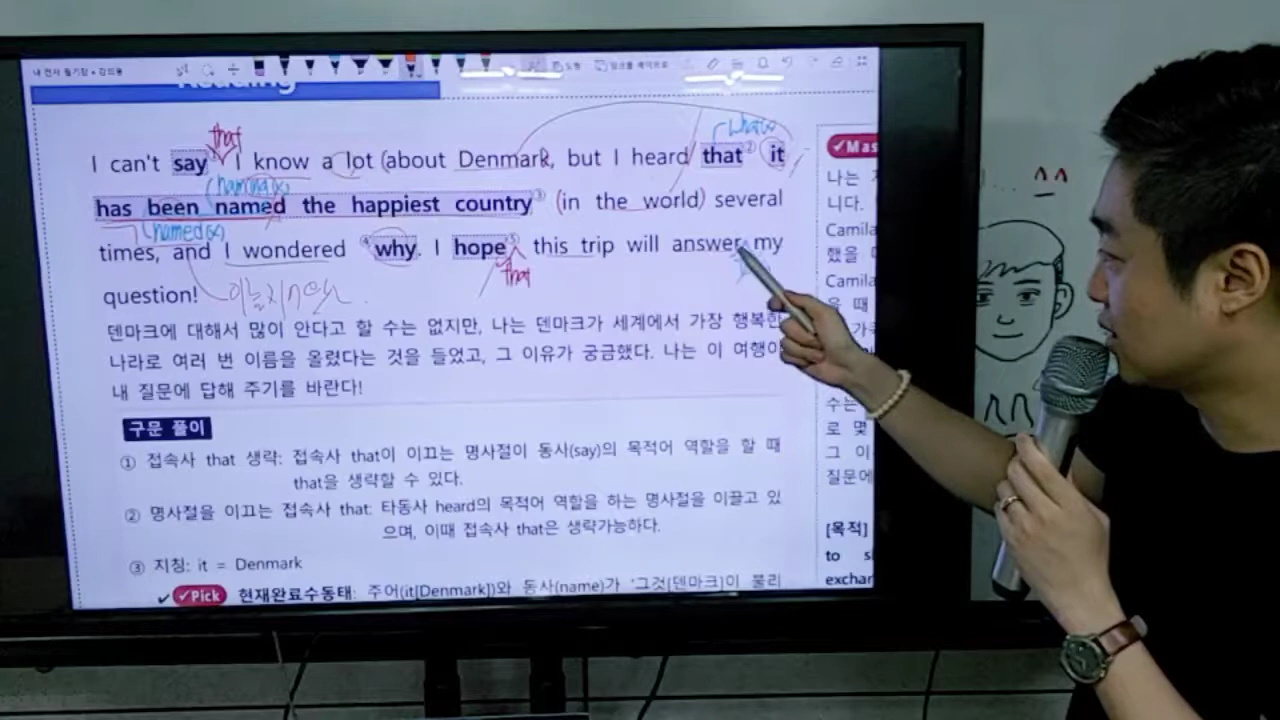 Reading
that what(x)
I can't say I know a lot (about Denmark, but I heard that② it
naming(x)
has been named the happiest country③ (in the world) several
named(x)
times, and I wondered ④why. I hope⑤ this trip will answer my
that
question!
덴마크에 대해서 많이 안다고 할 수는 없지만, 나는 덴마크가 세계에서 가장 행복한
나라로 여러 번 이름을 올렸다는 것을 들었고, 그 이유가 궁금했다. 나는 이 여행이
내 질문에 답해 주기를 바란다!
구문 풀이
① 접속사 that 생략: 접속사 that이 이끄는 명사절이 동사(say)의 목적어 역할을 할 때
that을 생략할 수 있다.
② 명사절을 이끄는 접속사 that: 타동사 heard의 목적어 역할을 하는 명사절을 이끌고 있
으며, 이때 접속사 that은 생략가능하다.
③ 지칭: it = Denmark
✓Pick 현재완료수동태: 주어(it[Denmark])와 동사(name)가 '그것[덴마크]이 불리
✓Mas
나는
니다.
Camila
했을
Camila
을 때
수는
로 몇
그 이
질문에
[목적]
to s
exchar